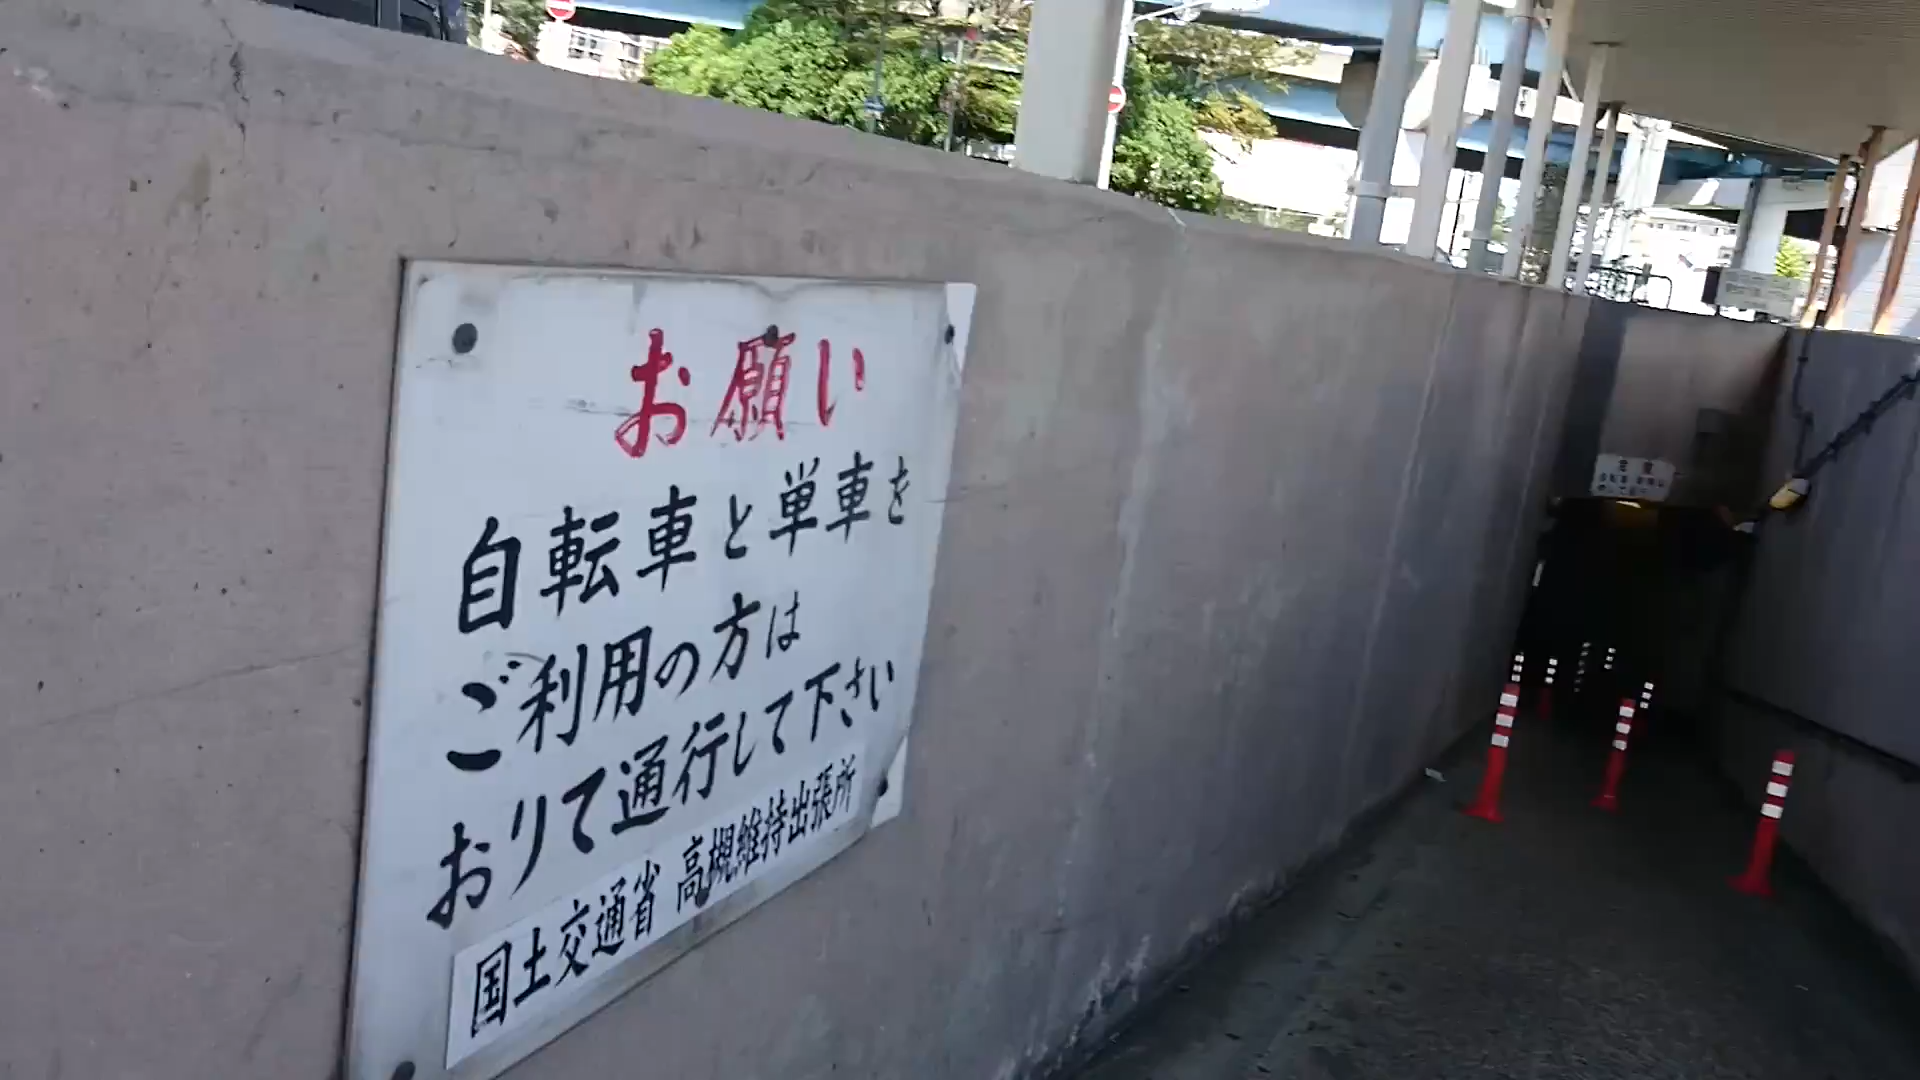 お願い
自転車と単車を
ご利用の方は
おりて通行して下さい
国土交通省 高槻維持出張所